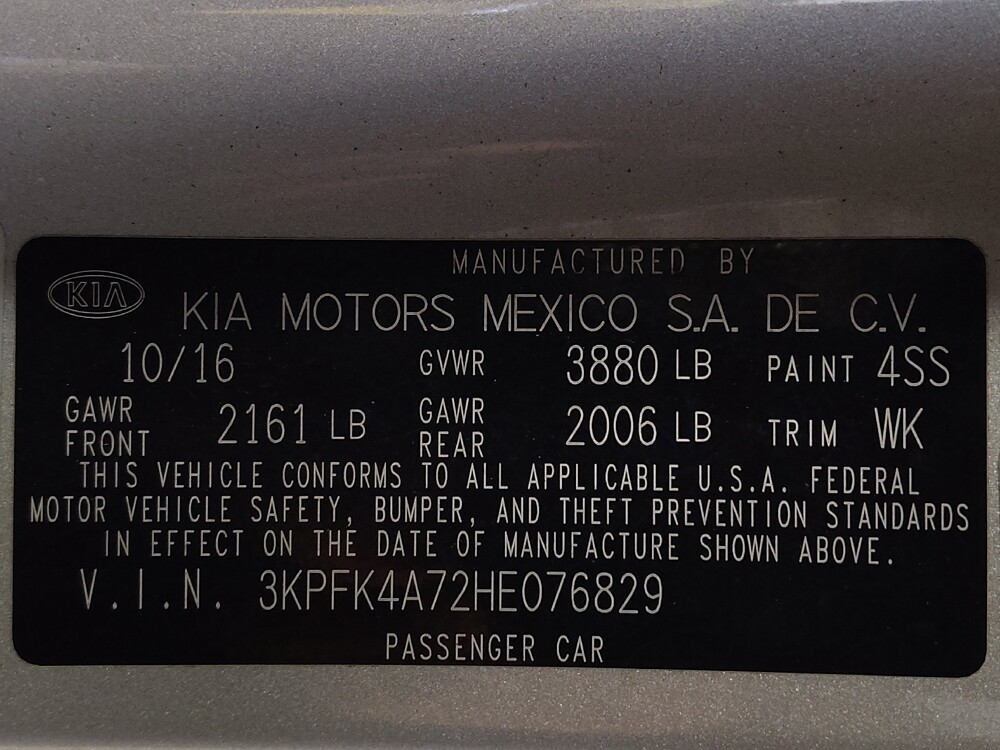 MANUFACTURED BY
KIA
KIA MOTORS MEXICO S.A. DE C.V.
10/16 GVWR 3880 LB PAINT 4SS
GAWR FRONT 2161 LB GAWR REAR 2006 LB TRIM WK
THIS VEHICLE CONFORMS TO ALL APPLICABLE U.S.A. FEDERAL
MOTOR VEHICLE SAFETY, BUMPER, AND THEFT PREVENTION STANDARDS
IN EFFECT ON THE DATE OF MANUFACTURE SHOWN ABOVE.
V.I.N. 3KPFK4A72HE076829
PASSENGER CAR